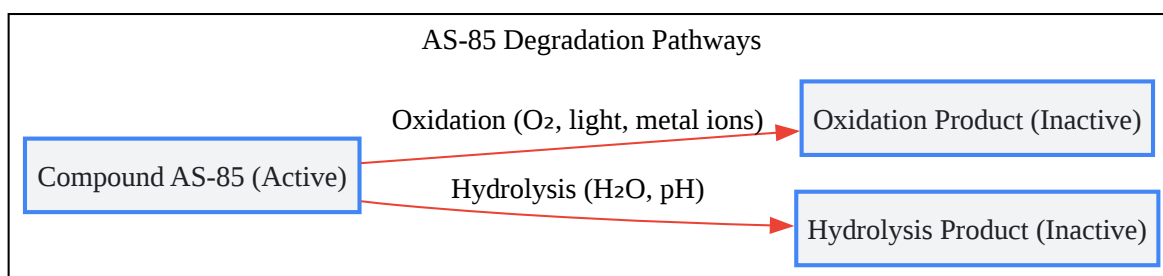 AS-85 Degradation Pathways
Oxidation (O₂, light, metal ions)
Oxidation Product (Inactive)
Compound AS-85 (Active)
Hydrolysis (H₂O, pH)
Hydrolysis Product (Inactive)